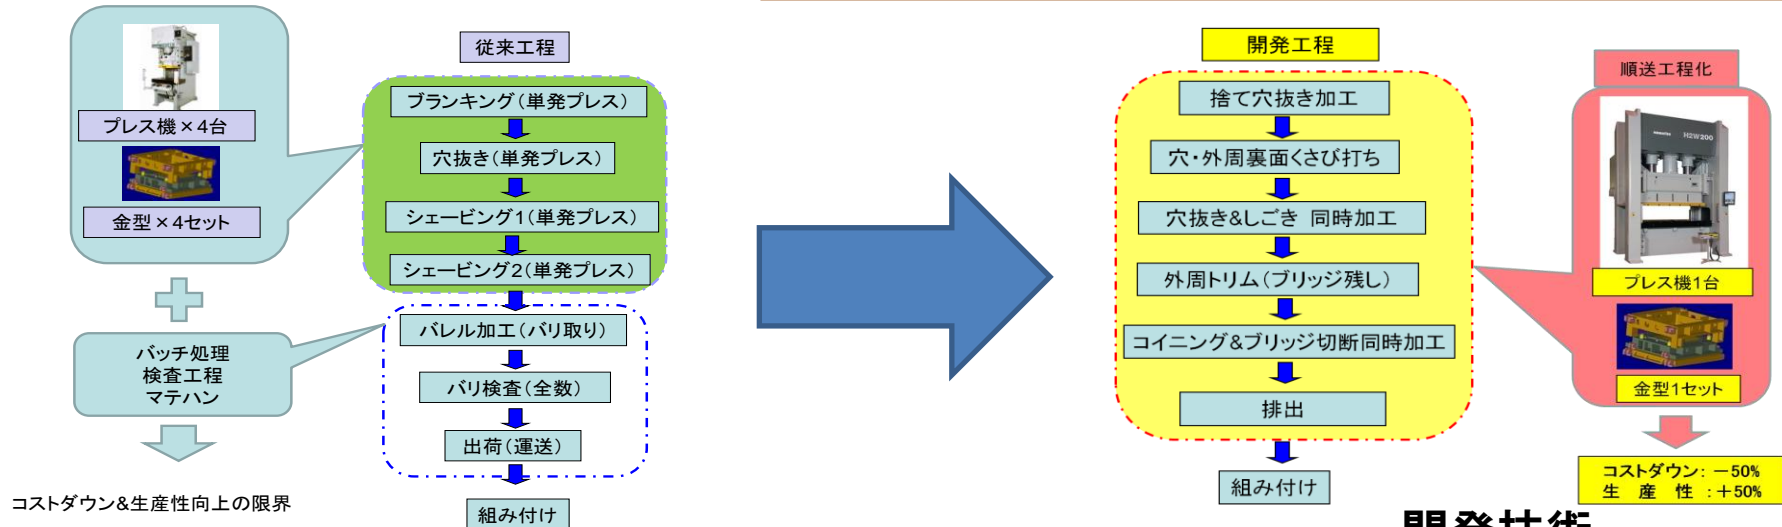 従来工程
プレス機×4台
金型×4セット
ブランキング(単発プレス)
穴抜き(単発プレス)
シェービング1(単発プレス)
シェービング2(単発プレス)
バッチ処理
検査工程
マテハン
バレル加工(バリ取り)
バリ検査(全数)
出荷(運送)
組み付け
コストダウン&生産性向上の限界
開発工程
捨て穴抜き加工
穴・外周裏面くさび打ち
穴抜き&しごき 同時加工
外周トリム(ブリッジ残し)
コイニング&ブリッジ切断同時加工
排出
組み付け
順送工程化
H2W200
プレス機1台
金型1セット
コストダウン: -50%
生 産 性 :+50%
開発技術